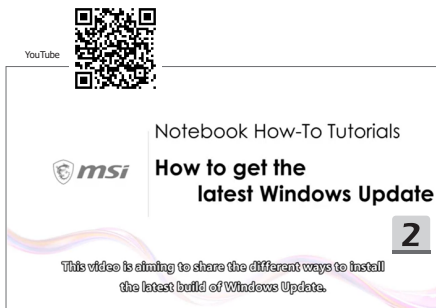 YouTube
Notebook How-To Tutorials
msi
How to get the
latest Windows Update
2
This video is aiming to share the different ways to install
the latest build of Windows Update.